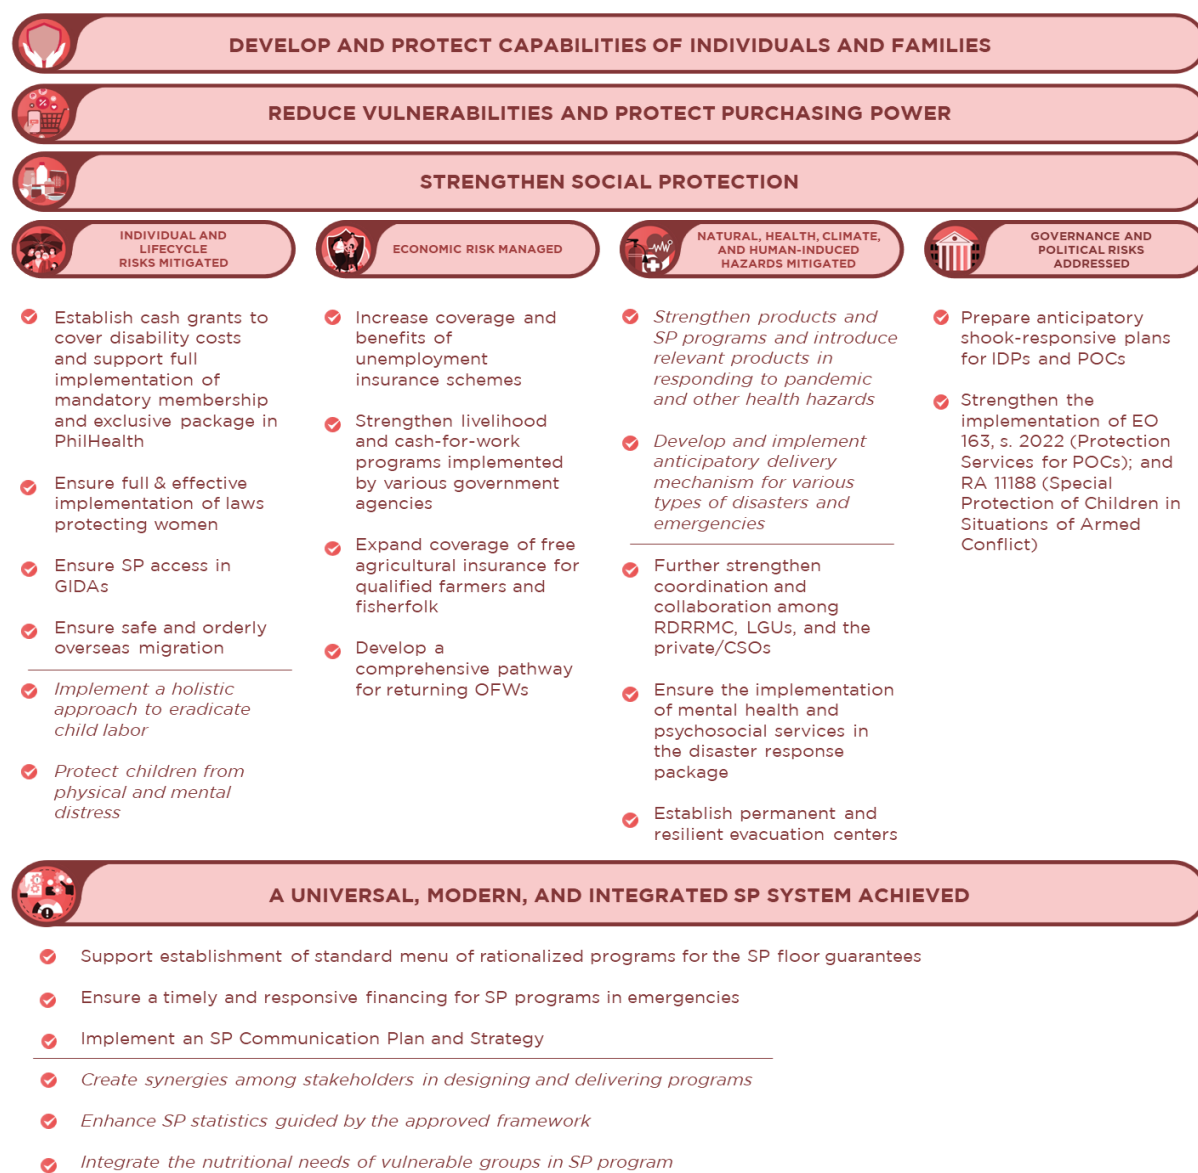 DEVELOP AND PROTECT CAPABILITIES OF INDIVIDUALS AND FAMILIES
REDUCE VULNERABILITIES AND PROTECT PURCHASING POWER
STRENGTHEN SOCIAL PROTECTION
INDIVIDUAL AND
LIFECYCLE
RISKS MITIGATED
Establish cash grants to
cover disability costs
and support full
implementation of
mandatory membership
and exclusive package in
PhilHealth
Ensure full & effective
implementation of laws
protecting women
Ensure SP access in
GIDAs
Ensure safe and orderly
overseas migration
Implement a holistic
approach to eradicate
child labor
Protect children from
physical and mental
distress
ECONOMIC RISK MANAGED
Increase coverage and
benefits of
unemployment
insurance schemes
Strengthen livelihood
and cash-for-work
programs implemented
by various government
agencies
Expand coverage of free
agricultural insurance for
qualified farmers and
fisherfolk
Develop a
comprehensive pathway
for returning OFWs
NATURAL, HEALTH, CLIMATE,
AND HUMAN-INDUCED
HAZARDS MITIGATED
Strengthen products and
SP programs and introduce
relevant products in
responding to pandemic
and other health hazards
Develop and implement
anticipatory delivery
mechanism for various
types of disasters and
emergencies
Further strengthen
coordination and
collaboration among
RDRRMC, LGUs, and the
private/CSOs
Ensure the implementation
of mental health and
psychosocial services in
the disaster response
package
Establish permanent and
resilient evacuation centers
GOVERNANCE AND
POLITICAL RISKS
ADDRESSED
Prepare anticipatory
shook-responsive plans
for IDPs and POCs
Strengthen the
implementation of EO
163, s. 2022 (Protection
Services for POCs); and
RA 11188 (Special
Protection of Children in
Situations of Armed
Conflict)
A UNIVERSAL, MODERN, AND INTEGRATED SP SYSTEM ACHIEVED
Support establishment of standard menu of rationalized programs for the SP floor guarantees
Ensure a timely and responsive financing for SP programs in emergencies
Implement an SP Communication Plan and Strategy
Create synergies among stakeholders in designing and delivering programs
Enhance SP statistics guided by the approved framework
Integrate the nutritional needs of vulnerable groups in SP program